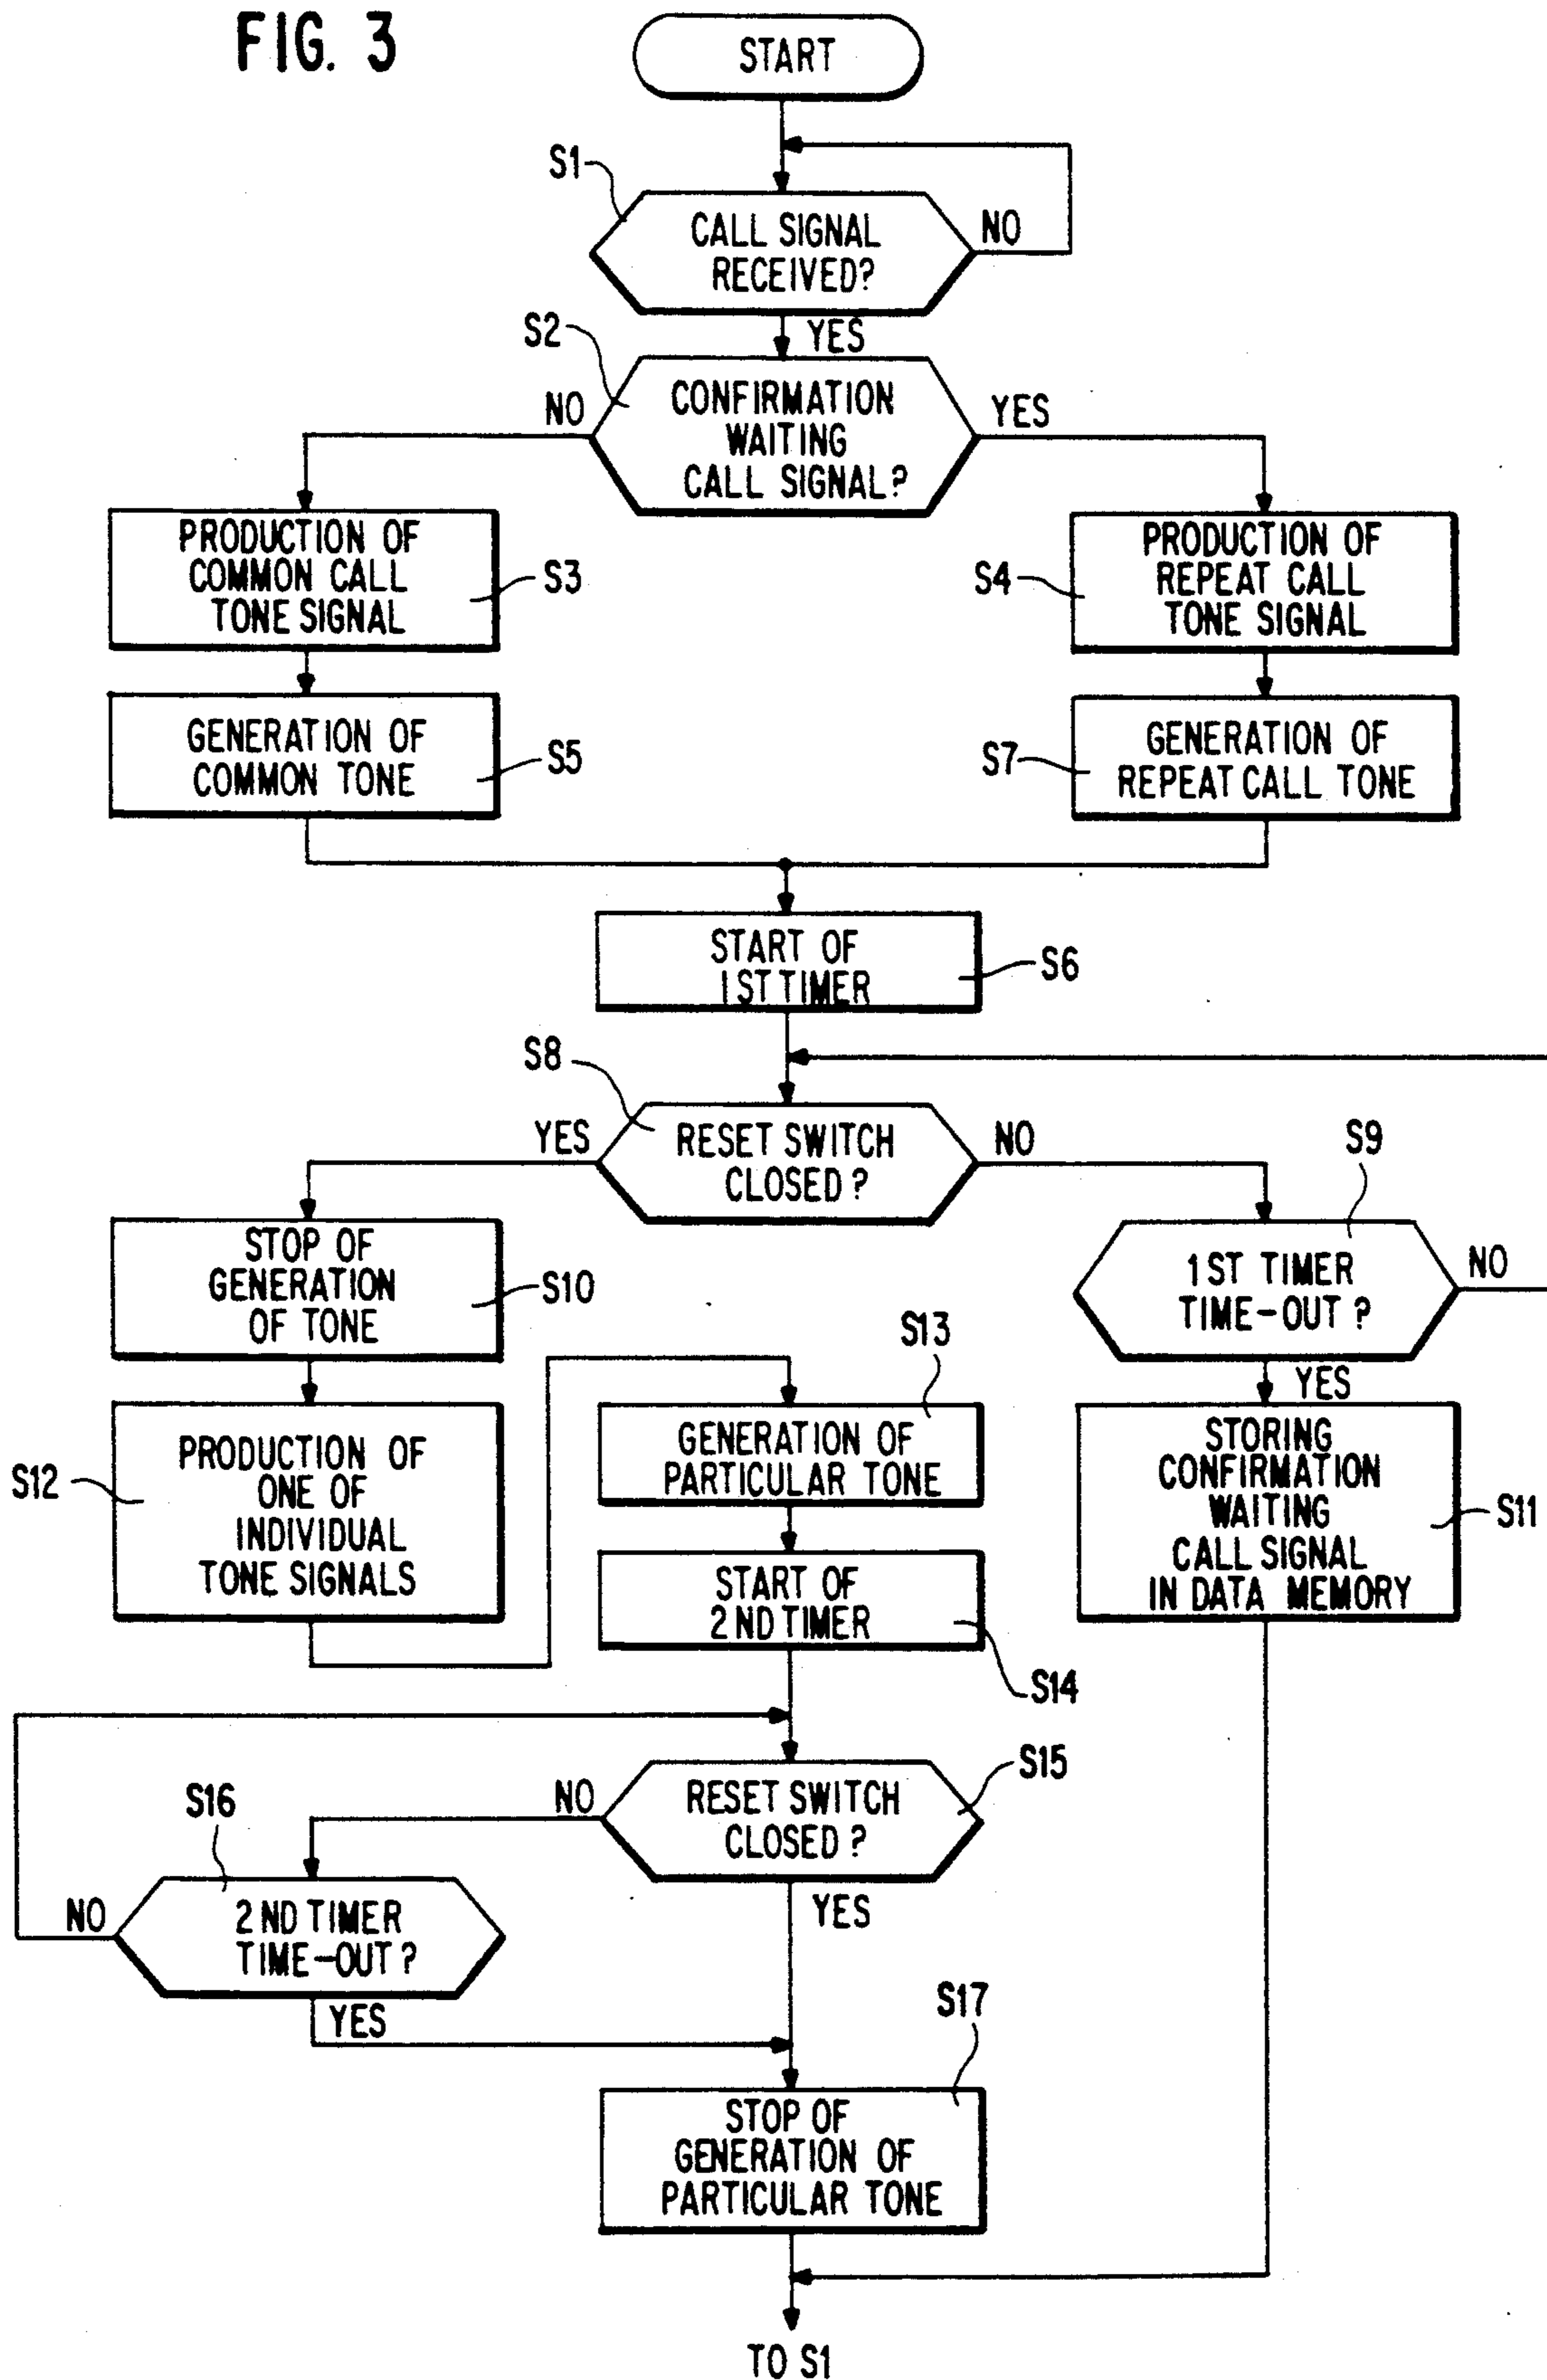 FIG. 3
START
S1
CALL SIGNAL
RECEIVED?
NO
YES
S2
CONFIRMATION
WAITING
CALL SIGNAL?
NO
YES
PRODUCTION OF
COMMON CALL
TONE SIGNAL
S3
S4
PRODUCTION OF
REPEAT CALL
TONE SIGNAL
GENERATION OF
COMMON TONE
S5
S7
GENERATION OF
REPEAT CALL TONE
START OF
1ST TIMER
S6
S8
YES
RESET SWITCH
CLOSED?
NO
S9
STOP OF
GENERATION
OF TONE
S10
1ST TIMER
TIME-OUT?
NO
YES
S13
S12
PRODUCTION OF
ONE OF
INDIVIDUAL
TONE SIGNALS
GENERATION OF
PARTICULAR TONE
STORING
CONFIRMATION
WAITING
CALL SIGNAL
IN DATA MEMORY
S11
START OF
2ND TIMER
S14
S15
RESET SWITCH
CLOSED?
NO
YES
S16
NO
2ND TIMER
TIME-OUT?
YES
S17
STOP OF
GENERATION OF
PARTICULAR TONE
TO S1